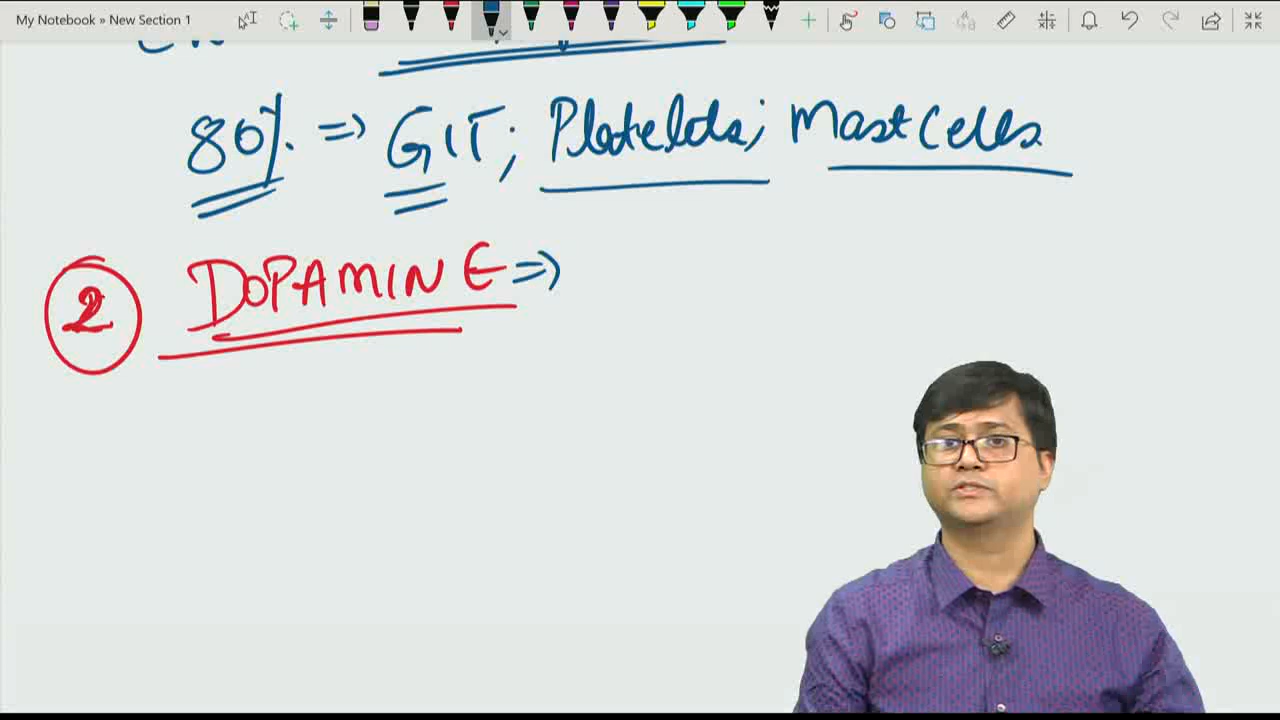 My Notebook » New Section 1
80% => GIT; Platelets; Mast cells
2 DOPAMINE =>